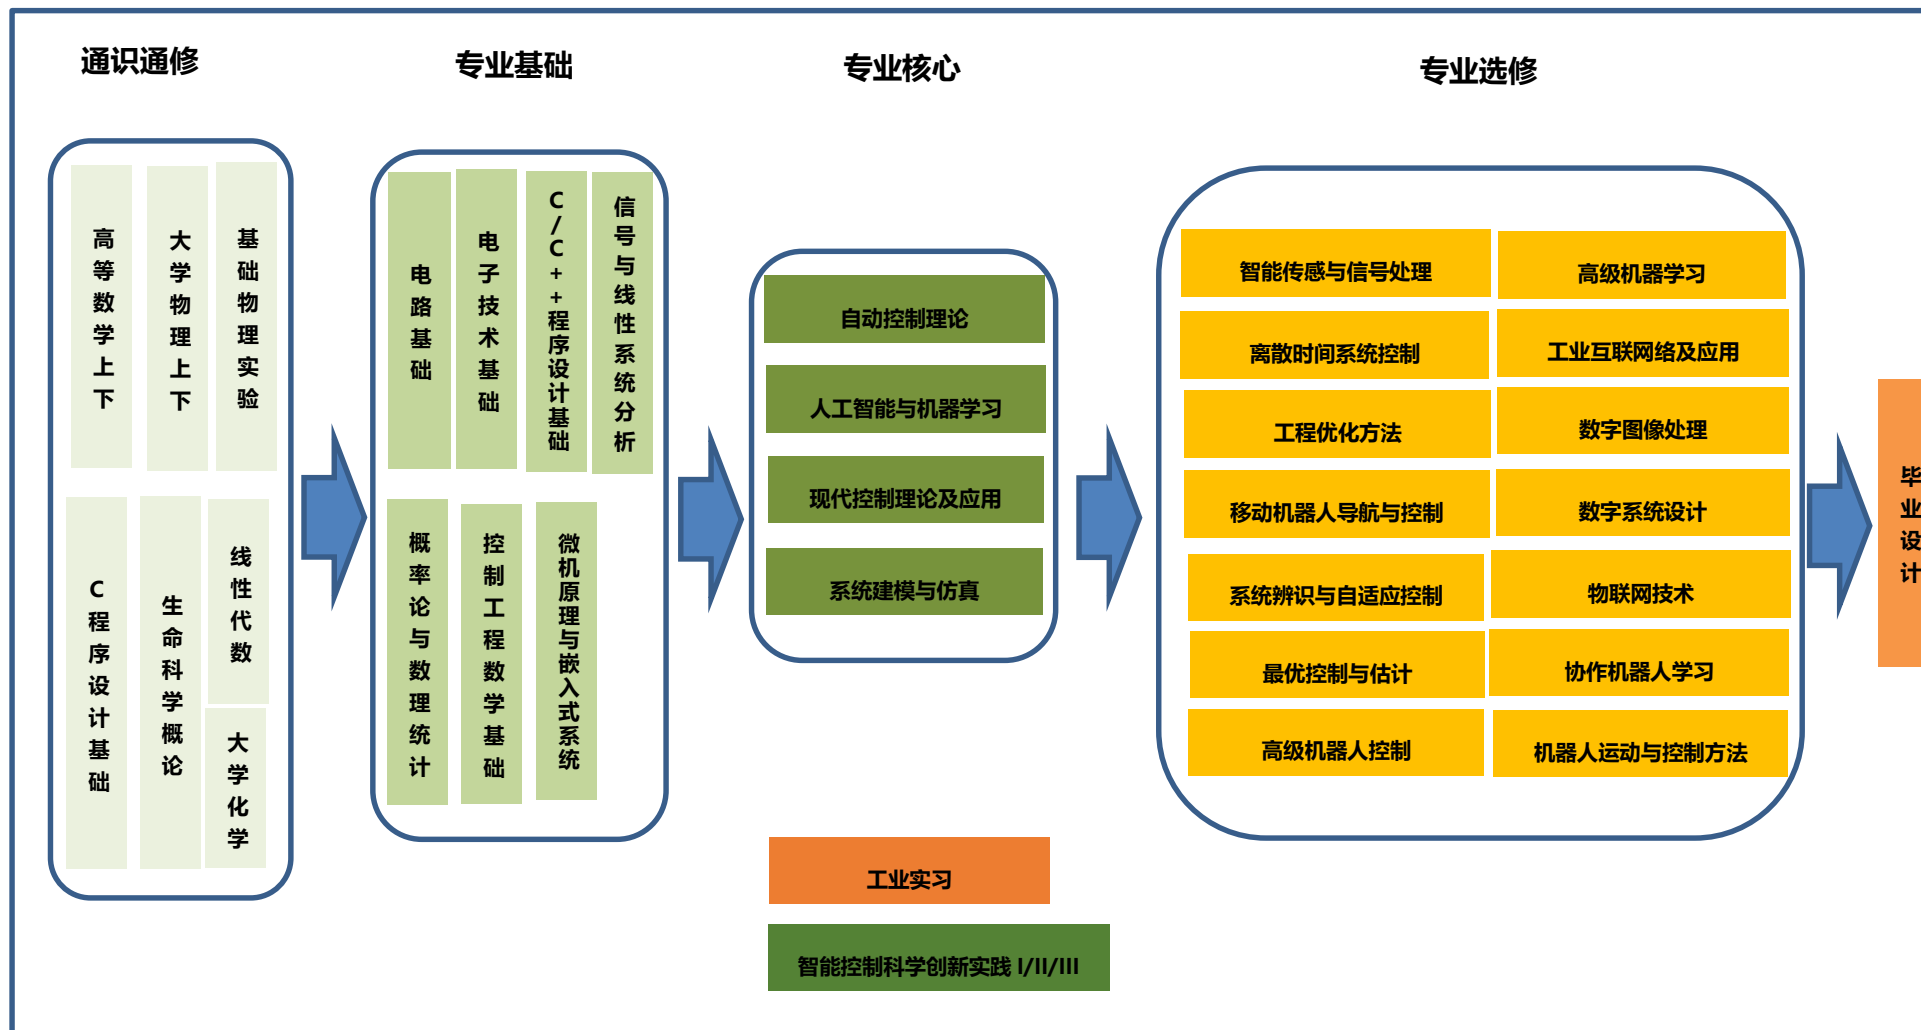 通识通修
专业基础
专业核心
专业选修
高等数学上下
大学物理上下
基础物理实验
C程序设计基础
生命科学概论
线性代数
大学化学
电路基础
电子技术基础
C/C++程序设计基础
信号与线性系统分析
概率论与数理统计
控制工程数学基础
微机原理与嵌入式系统
自动控制理论
人工智能与机器学习
现代控制理论及应用
系统建模与仿真
智能传感与信号处理
高级机器学习
离散时间系统控制
工业互联网络及应用
工程优化方法
数字图像处理
移动机器人导航与控制
数字系统设计
系统辨识与自适应控制
物联网技术
最优控制与估计
协作机器人学习
高级机器人控制
机器人运动与控制方法
毕业设计
工业实习
智能控制科学创新实践 I/II/III